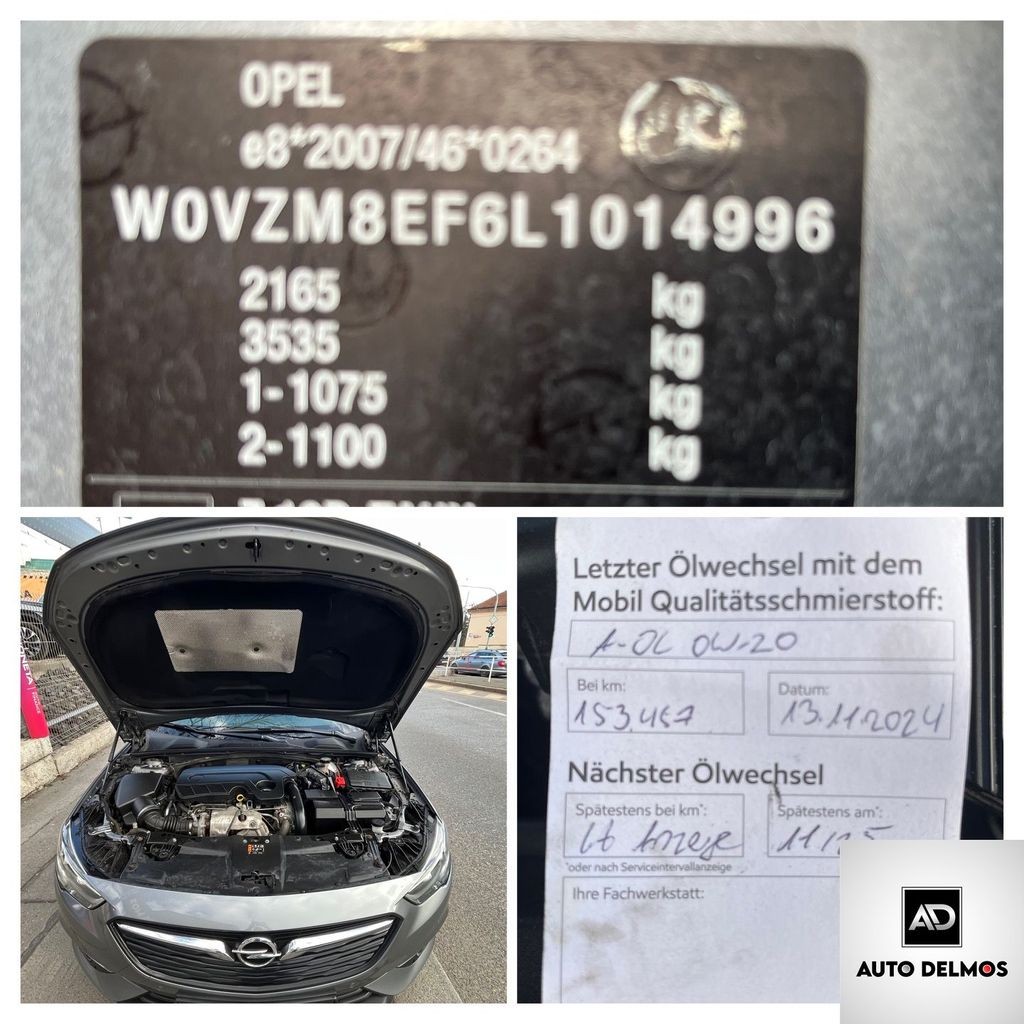 OPEL
e8*2007/46*0264
W0VZM8EF6L1014996
2165 kg
3535 kg
1-1075 kg
2-1100 kg
Letzter Ölwechsel mit dem
Mobil Qualitätsschmierstoff:
A-OL 0W-20
Bei km:
153.457
Datum:
13.11.2024
Nächster Ölwechsel
Spätestens bei km*:
Spätestens am*:
*oder nach Serviceintervallanzeige
Ihre Fachwerkstatt:
AD
AUTO DELMOS